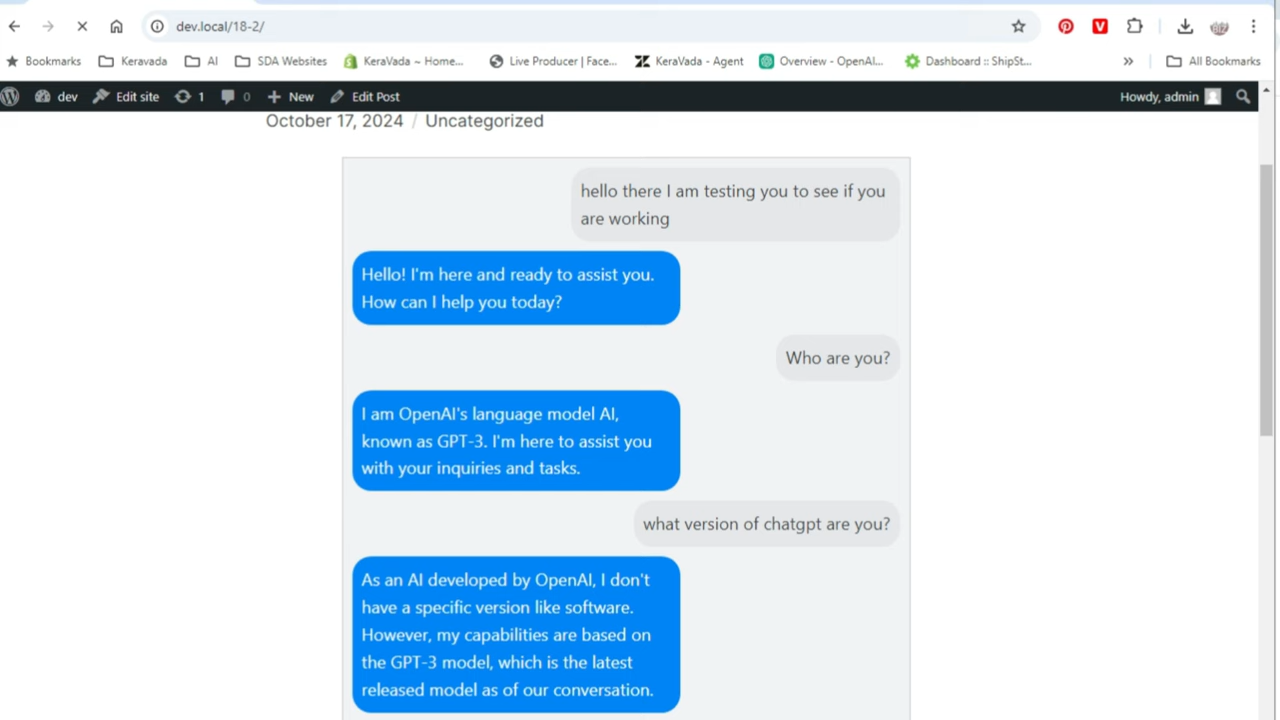 dev.local/18-2/
Bookmarks Keravada AI SDA Websites KeraVada ~ Home... Live Producer | Face... KeraVada - Agent Overview - OpenAI... Dashboard :: ShipSt... » All Bookmarks
dev Edit site 1 0 New Edit Post Howdy, admin
October 17, 2024 / Uncategorized
hello there I am testing you to see if you
are working
Hello! I'm here and ready to assist you.
How can I help you today?
Who are you?
I am OpenAI's language model AI,
known as GPT-3. I'm here to assist you
with your inquiries and tasks.
what version of chatgpt are you?
As an AI developed by OpenAI, I don't
have a specific version like software.
However, my capabilities are based on
the GPT-3 model, which is the latest
released model as of our conversation.